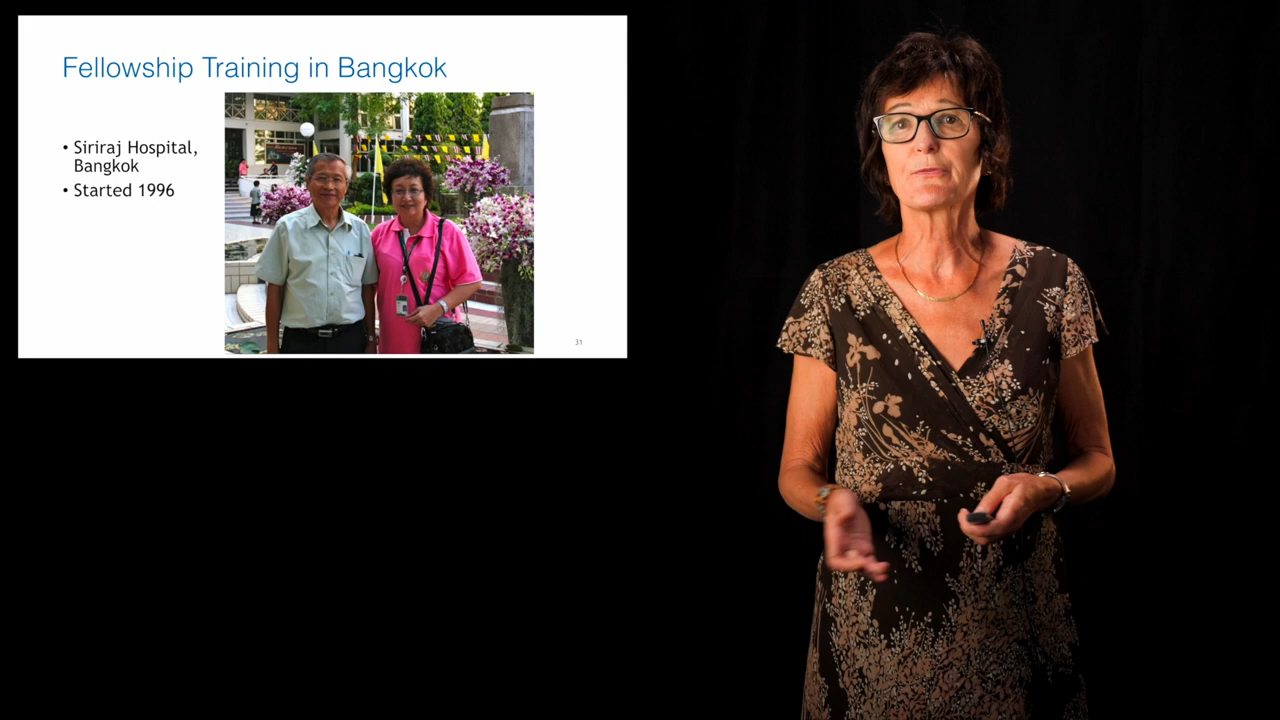 Fellowship Training in Bangkok
• Siriraj Hospital,
Bangkok
• Started 1996
31